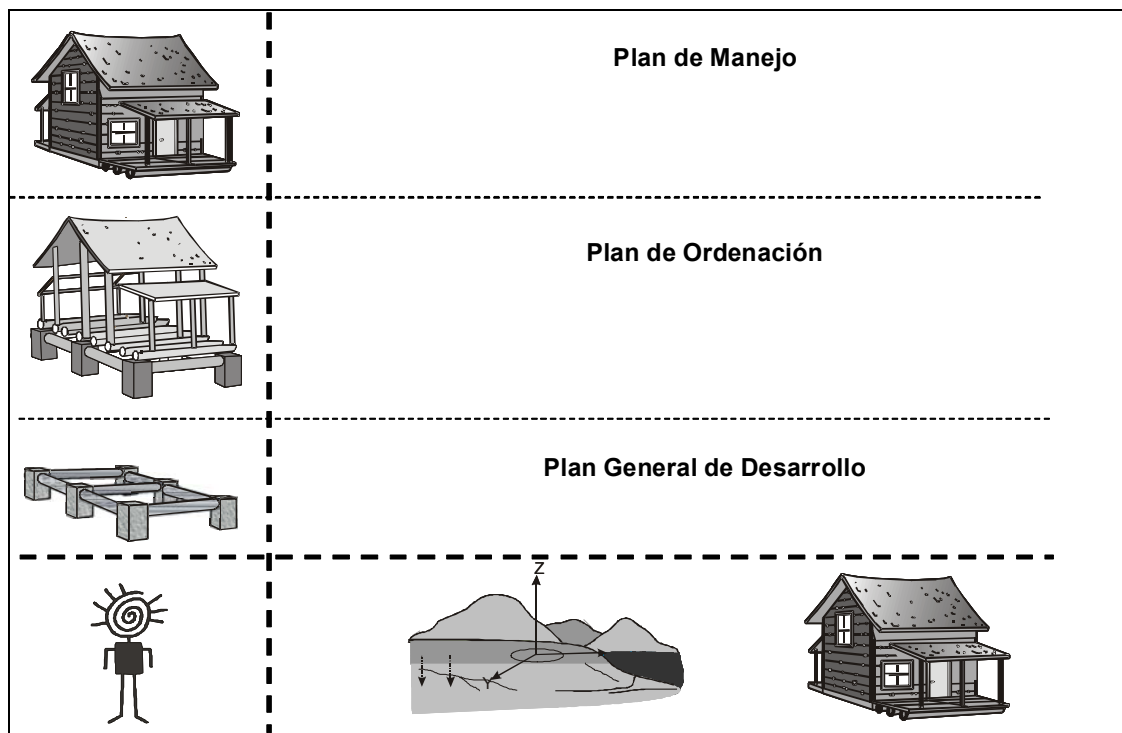 Plan de Manejo
Plan de Ordenación
Plan General de Desarrollo
Z
Y